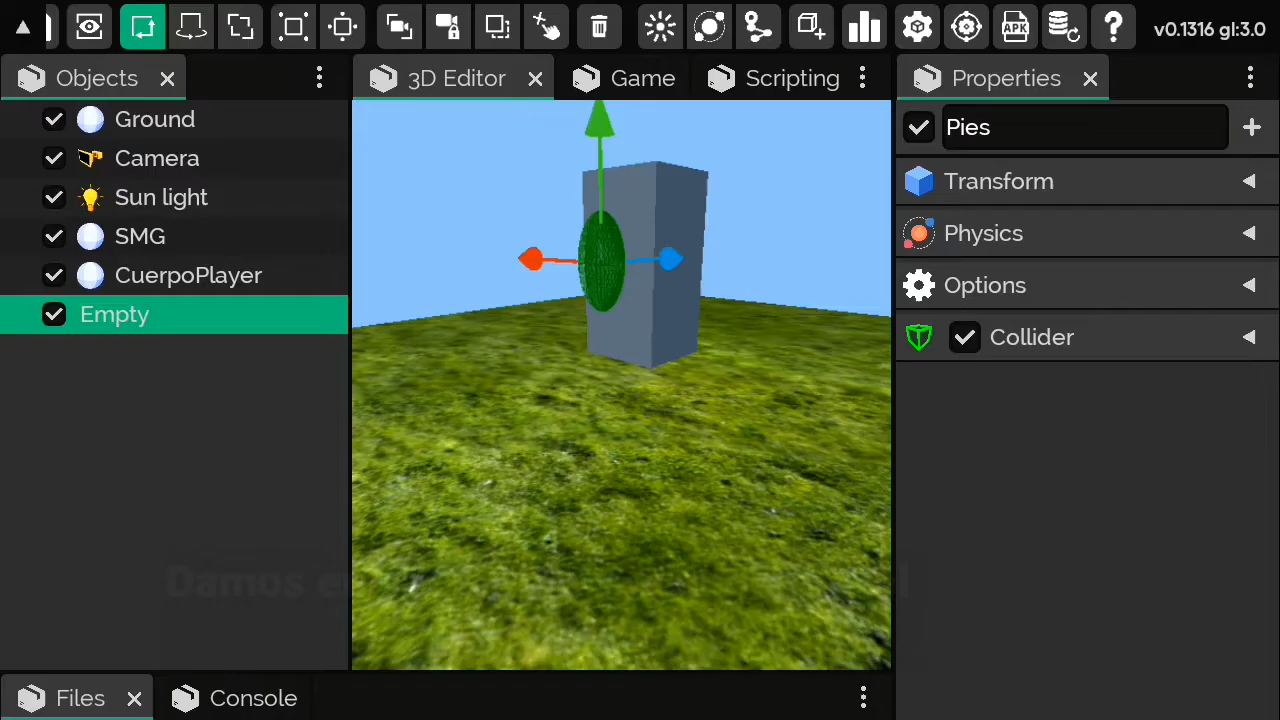 v0.1316 gl:3.0
APK
Objects
3D Editor
Game
Scripting
Properties
Ground
Camera
Sun light
SMG
CuerpoPlayer
Empty
Pies
Transform
Physics
Options
Collider
Damos
Files
Console